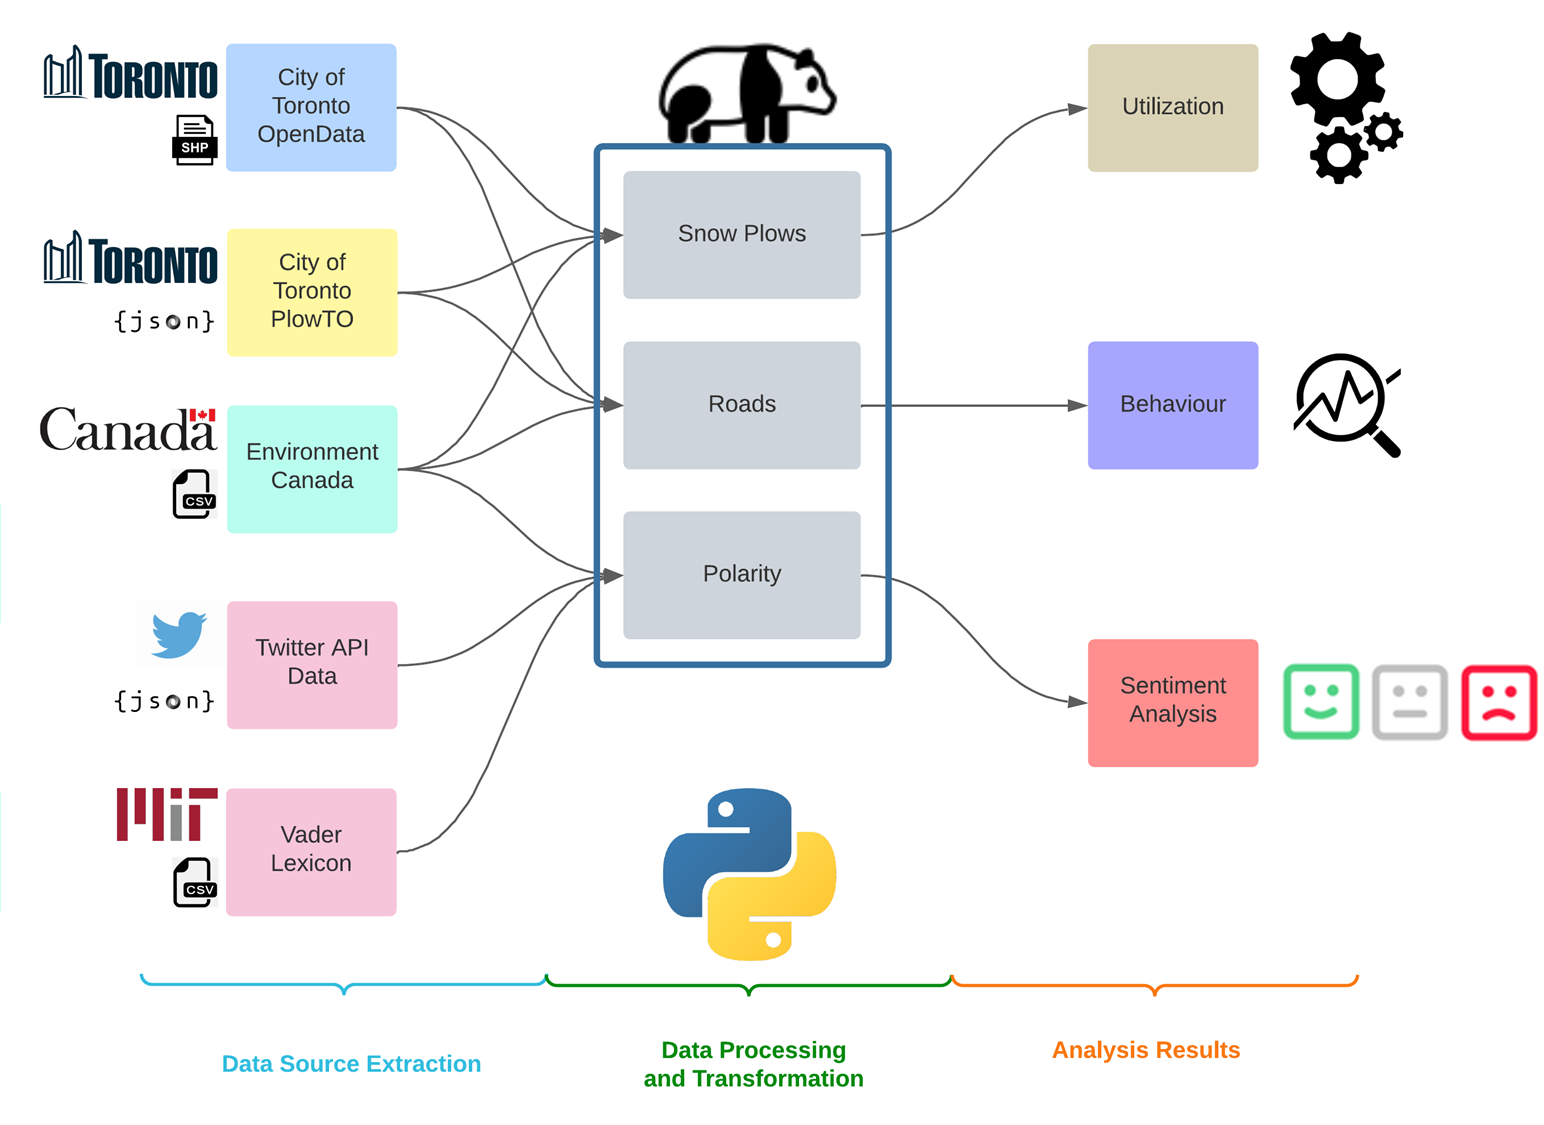 TORONTO
SHP
City of
Toronto
OpenData
TORONTO
{json}
City of
Toronto
PlowTO
Canada
CSV
Environment
Canada
{json}
Twitter API
Data
MiT
CSV
Vader
Lexicon
Snow Plows
Roads
Polarity
Utilization
Behaviour
Sentiment
Analysis
Data Source Extraction
Data Processing
and Transformation
Analysis Results